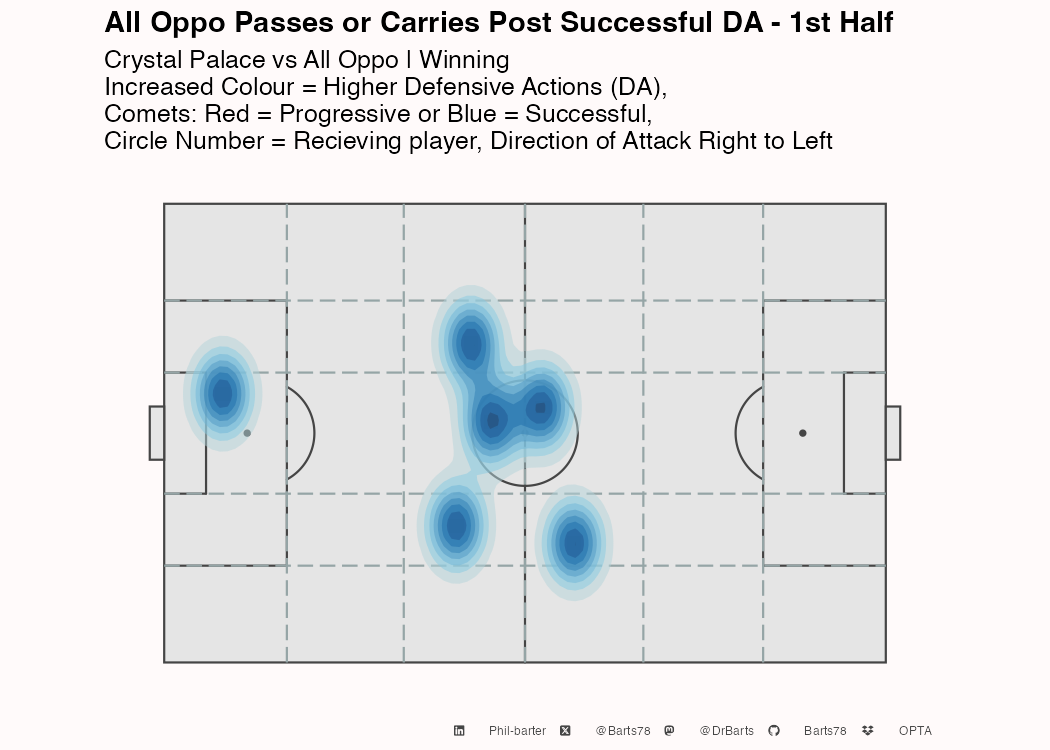 All Oppo Passes or Carries Post Successful DA - 1st Half
Crystal Palace vs All Oppo | Winning
Increased Colour = Higher Defensive Actions (DA),
Comets: Red = Progressive or Blue = Successful,
Circle Number = Recieving player, Direction of Attack Right to Left
Phil-barter @Barts78 @DrBarts Barts78 OPTA